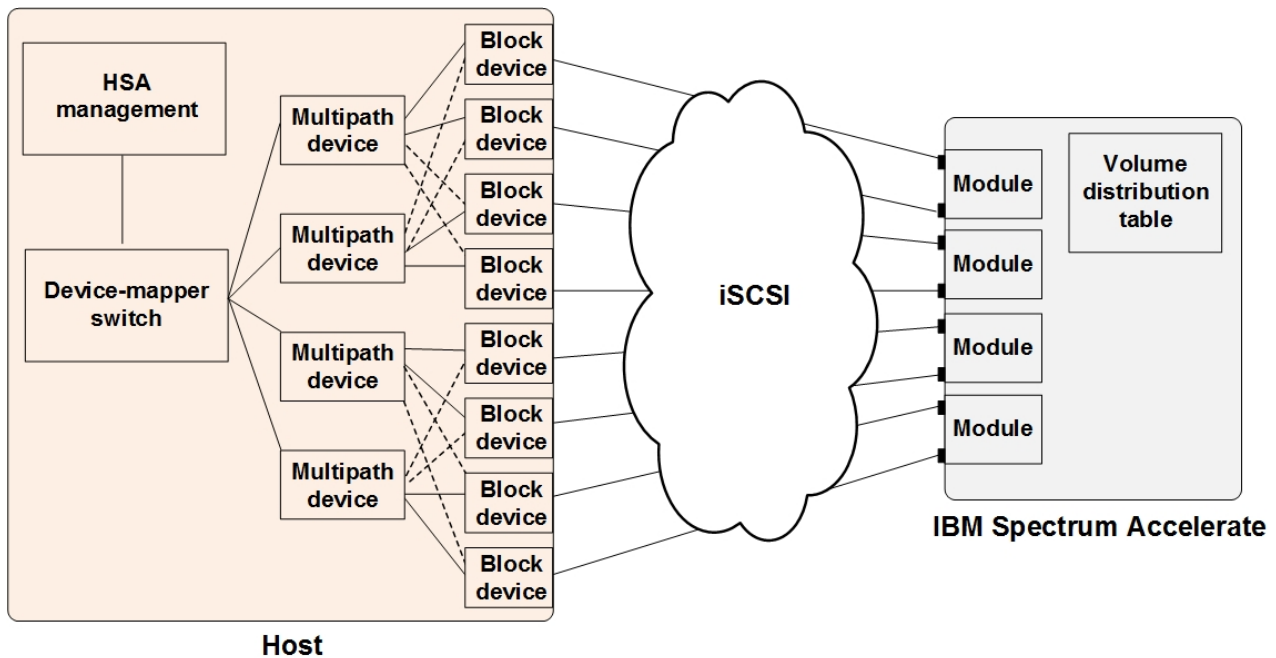 HSA
management
Device-mapper
switch
Multipath
device
Multipath
device
Multipath
device
Multipath
device
Block
device
Block
device
Block
device
Block
device
Block
device
Block
device
Block
device
Block
device
Host
iSCSI
Module
Module
Module
Module
Volume
distribution
table
IBM Spectrum Accelerate